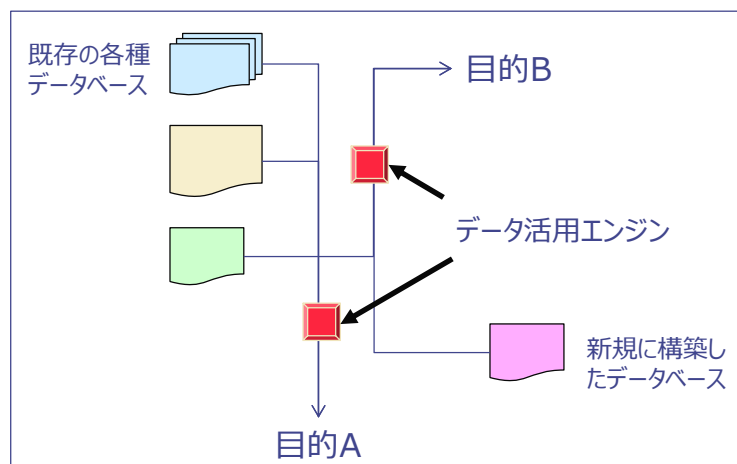 既存の各種
データベース
目的B
データ活用エンジン
新規に構築し
たデータベース
目的A